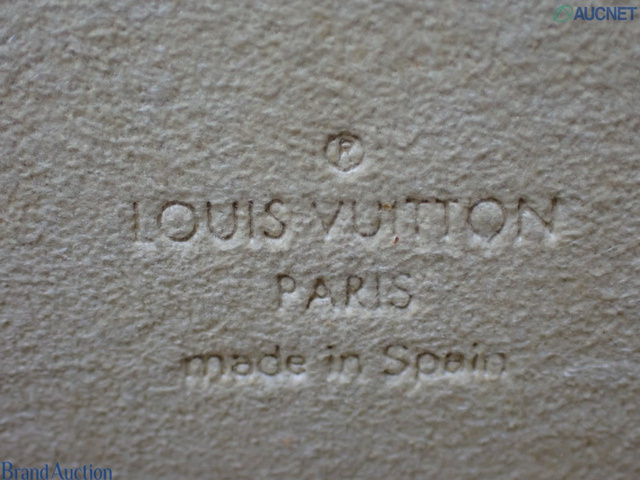 AUCNET
®
LOUIS VUITTON
PARIS
made in Spain
Brand Auction